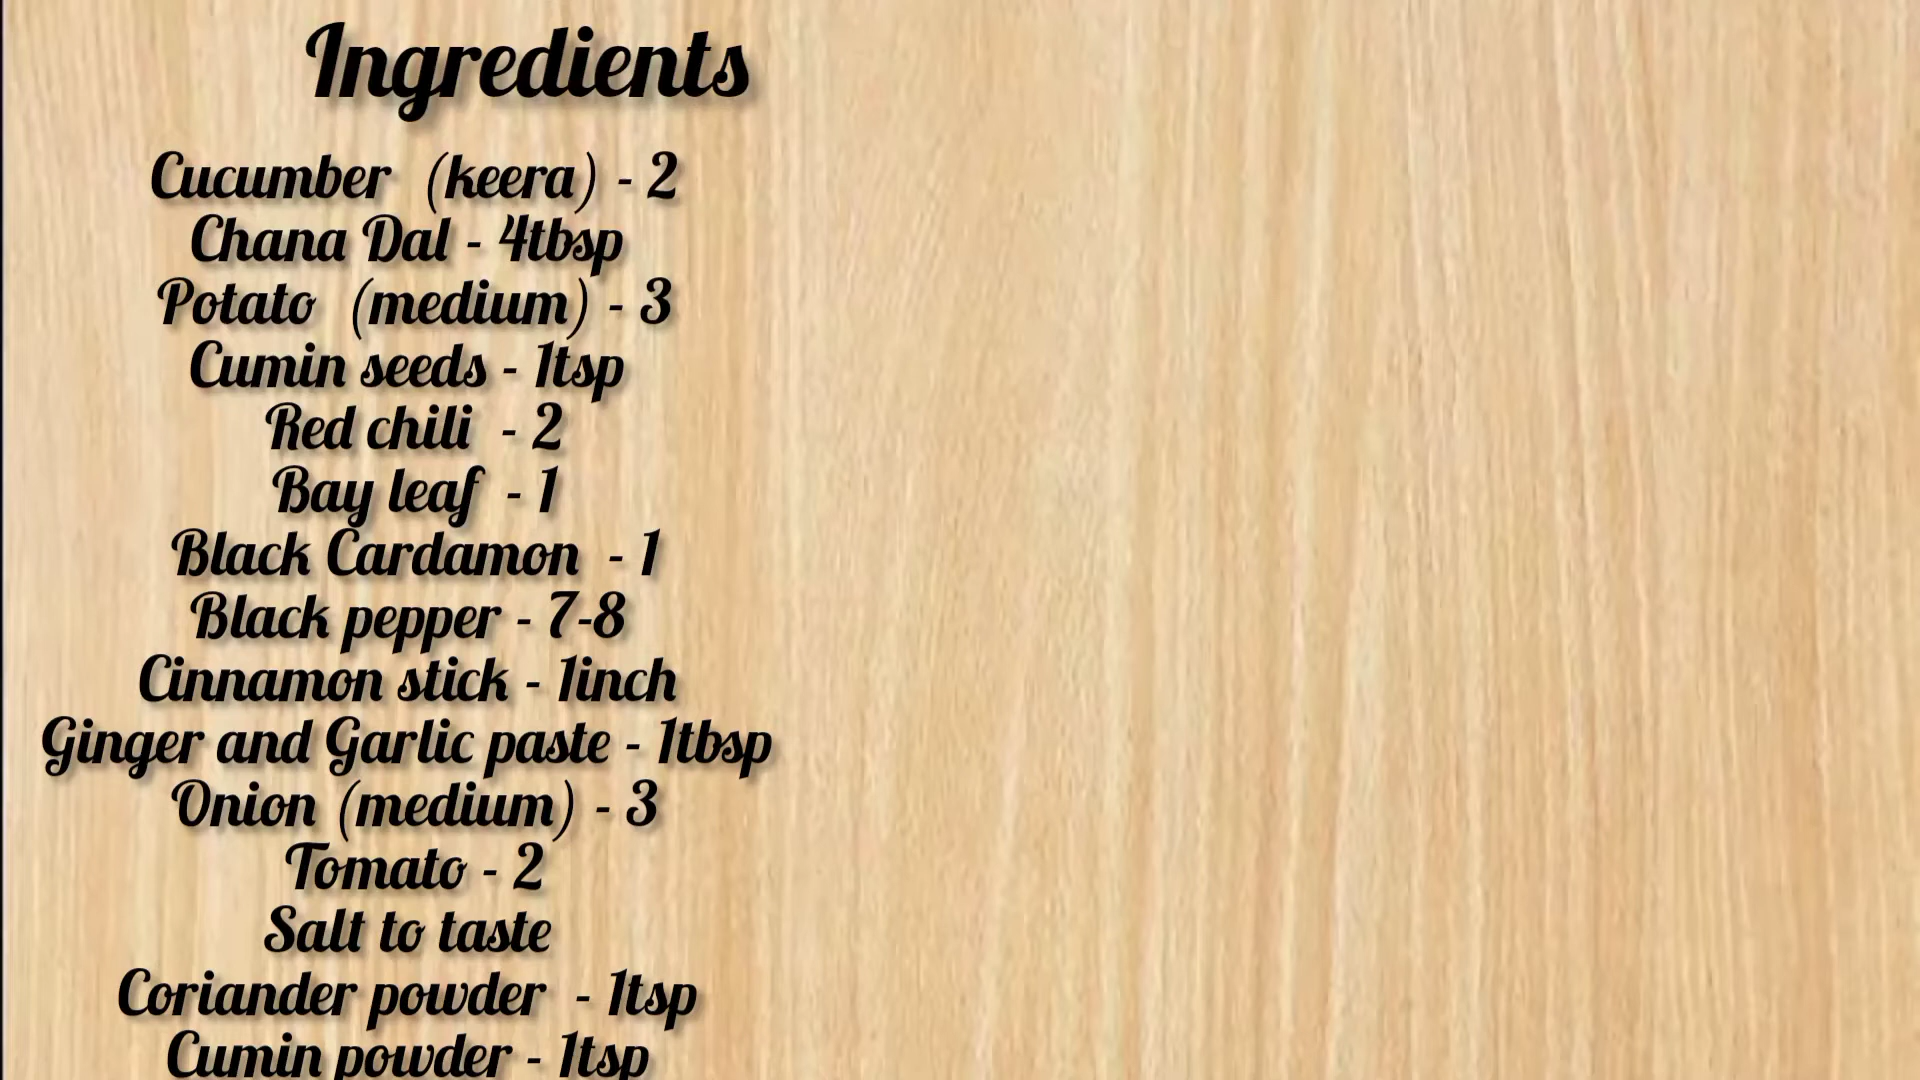 Ingredients
Cucumber (keera) - 2
Chana Dal - 4tbsp
Potato (medium) - 3
Cumin seeds - 1tsp
Red chili - 2
Bay leaf - 1
Black Cardamon - 1
Black pepper - 7-8
Cinnamon stick - 1inch
Ginger and Garlic paste - 1tbsp
Onion (medium) - 3
Tomato - 2
Salt to taste
Coriander powder - 1tsp
Cumin powder - 1tsp